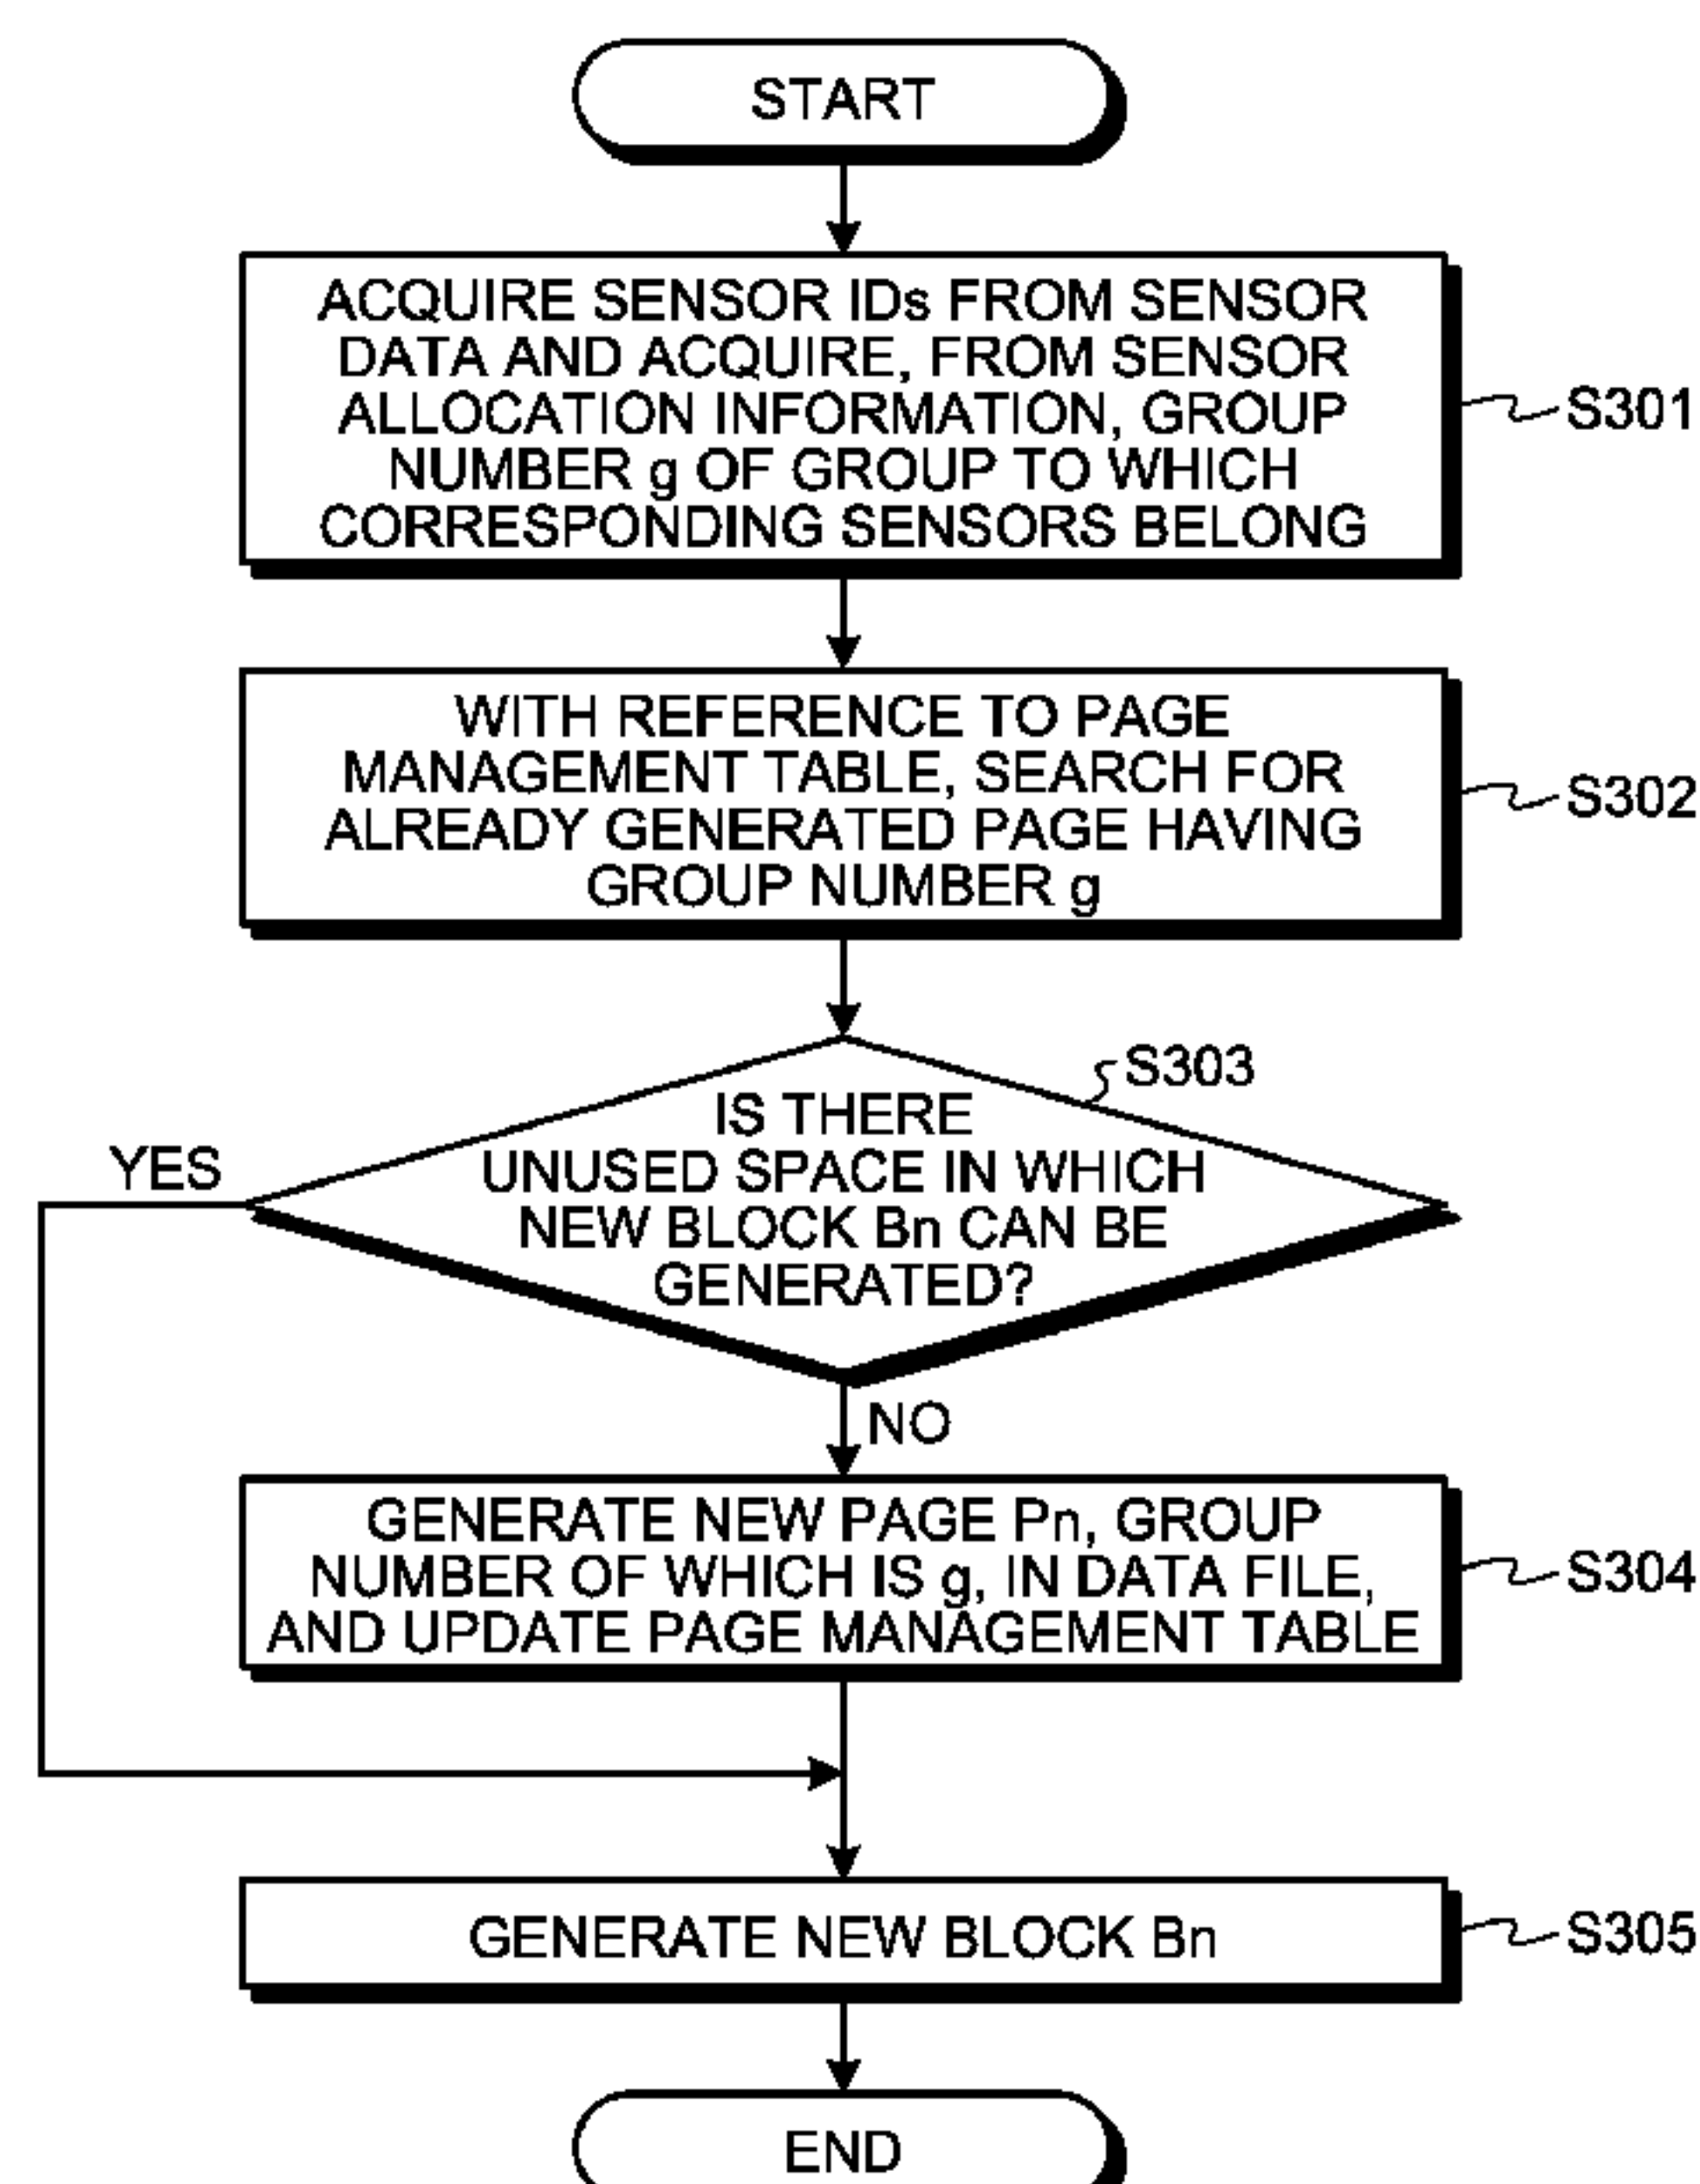 START
ACQUIRE SENSOR IDs FROM SENSOR
DATA AND ACQUIRE, FROM SENSOR
ALLOCATION INFORMATION, GROUP
NUMBER g OF GROUP TO WHICH
CORRESPONDING SENSORS BELONG
S301
WITH REFERENCE TO PAGE
MANAGEMENT TABLE, SEARCH FOR
ALREADY GENERATED PAGE HAVING
GROUP NUMBER g
S302
S303
IS THERE
UNUSED SPACE IN WHICH
NEW BLOCK Bn CAN BE
GENERATED?
YES
NO
GENERATE NEW PAGE Pn, GROUP
NUMBER OF WHICH IS g, IN DATA FILE,
AND UPDATE PAGE MANAGEMENT TABLE
S304
GENERATE NEW BLOCK Bn
S305
END